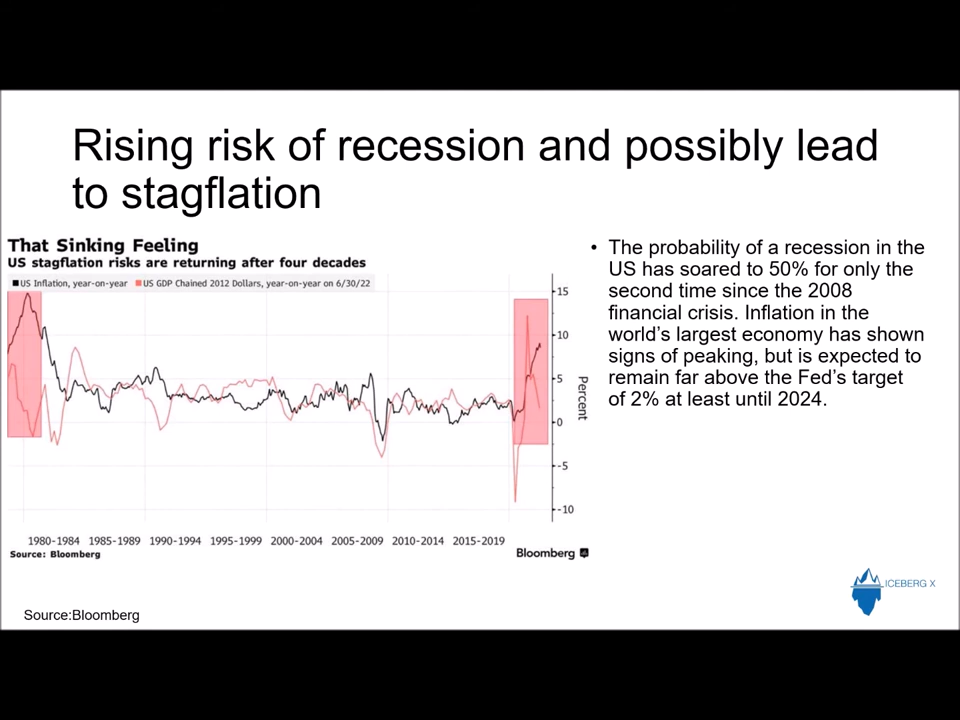 Rising risk of recession and possibly lead
to stagflation
That Sinking Feeling
US stagflation risks are returning after four decades
US Inflation, year-on-year US GDP Chained 2012 Dollars, year-on-year on 6/30/22
15
10
5
0
-5
-10
Percent
1980-1984 1985-1989 1990-1994 1995-1999 2000-2004 2005-2009 2010-2014 2015-2019
Source: Bloomberg
Bloomberg
• The probability of a recession in the
US has soared to 50% for only the
second time since the 2008
financial crisis. Inflation in the
world's largest economy has shown
signs of peaking, but is expected to
remain far above the Fed's target
of 2% at least until 2024.
ICEBERG X
Source:Bloomberg